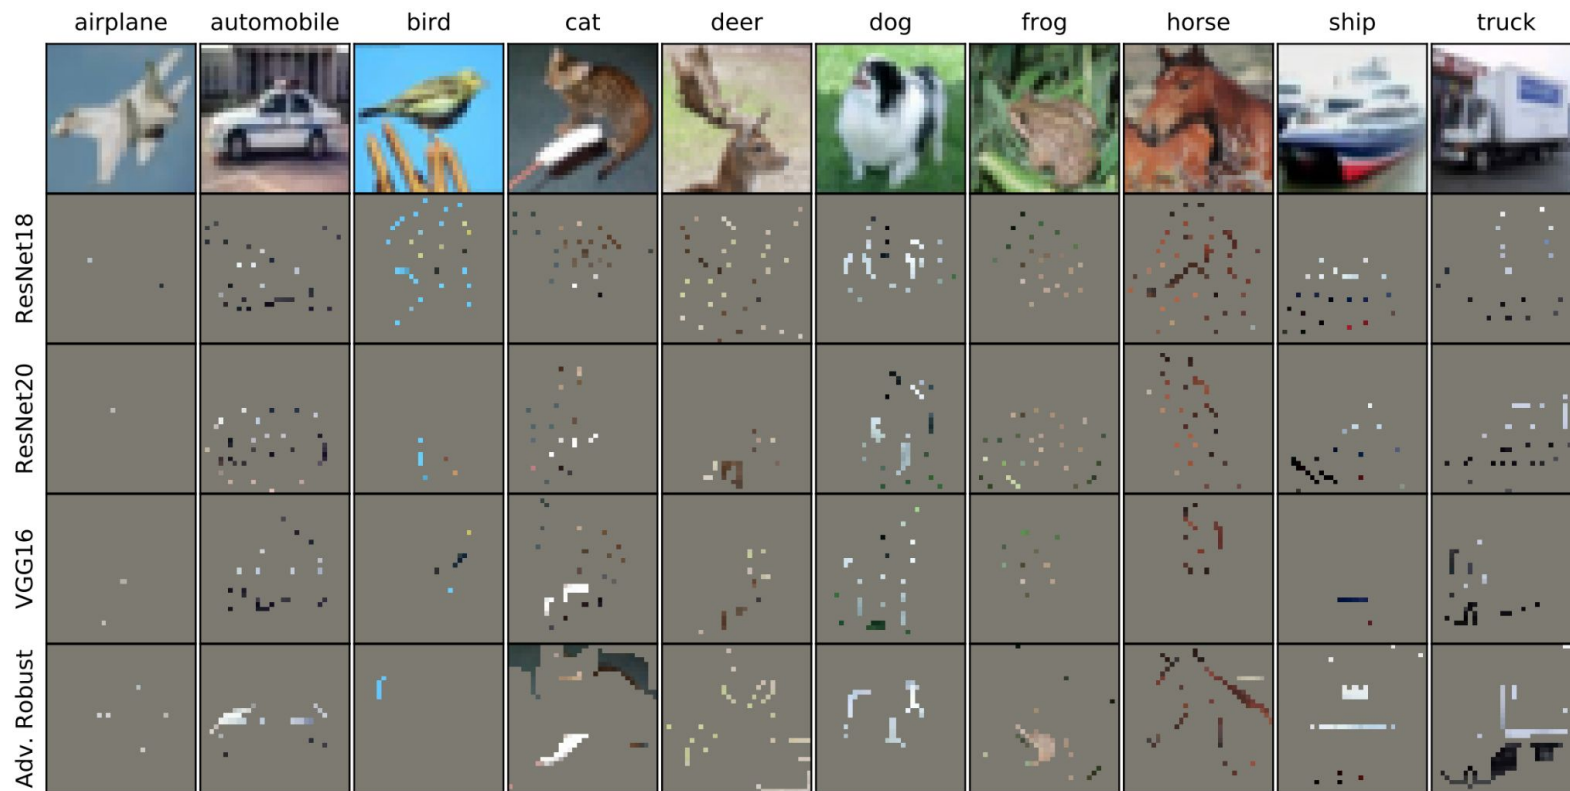 airplane automobile bird cat deer dog frog horse ship truck
ResNet18
ResNet20
VGG16
Adv. Robust